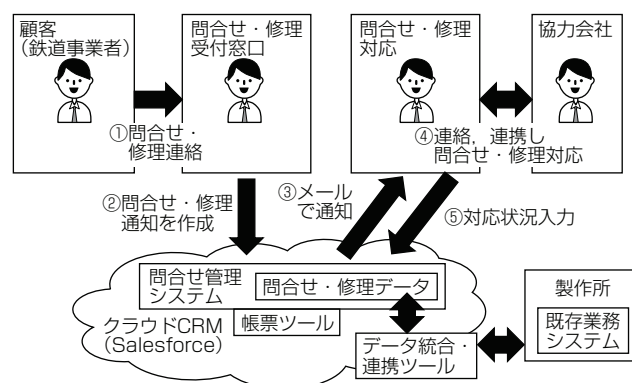 顧客
(鉄道事業者)
問合せ・修理
受付窓口
問合せ・修理
対応
協力会社
①問合せ・
修理連絡
④連絡，連携し
問合せ・修理対応
②問合せ・修理
通知を作成
③メール
で通知
⑤対応状況入力
問合せ管理
システム
問合せ・修理データ
帳票ツール
クラウドCRM
(Salesforce)
データ統合・
連携ツール
製作所
既存業務
システム